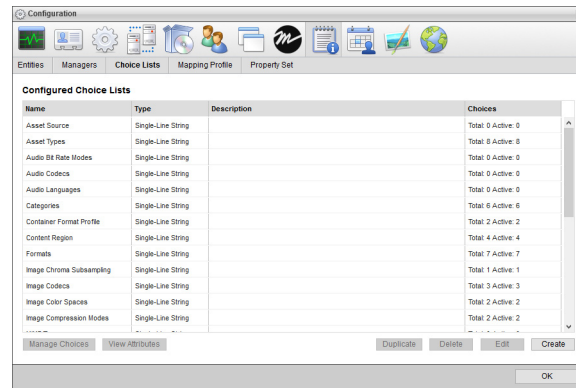 Configuration
Entities Managers Choice Lists Mapping Profile Property Set
Configured Choice Lists
Name Type Description Choices
Asset Source Single-Line String Total: 0 Active: 0
Asset Types Single-Line String Total: 8 Active: 8
Audio Bit Rate Modes Single-Line String Total: 0 Active: 0
Audio Codecs Single-Line String Total: 0 Active: 0
Audio Languages Single-Line String Total: 0 Active: 0
Categories Single-Line String Total: 6 Active: 6
Container Format Profile Single-Line String Total: 2 Active: 2
Content Region Single-Line String Total: 4 Active: 4
Formats Single-Line String Total: 7 Active: 7
Image Chroma Subsampling Single-Line String Total: 1 Active: 1
Image Codecs Single-Line String Total: 3 Active: 3
Image Color Spaces Single-Line String Total: 2 Active: 2
Image Compression Modes Single-Line String Total: 2 Active: 2
Manage Choices View Attributes Duplicate Delete Edit Create
OK